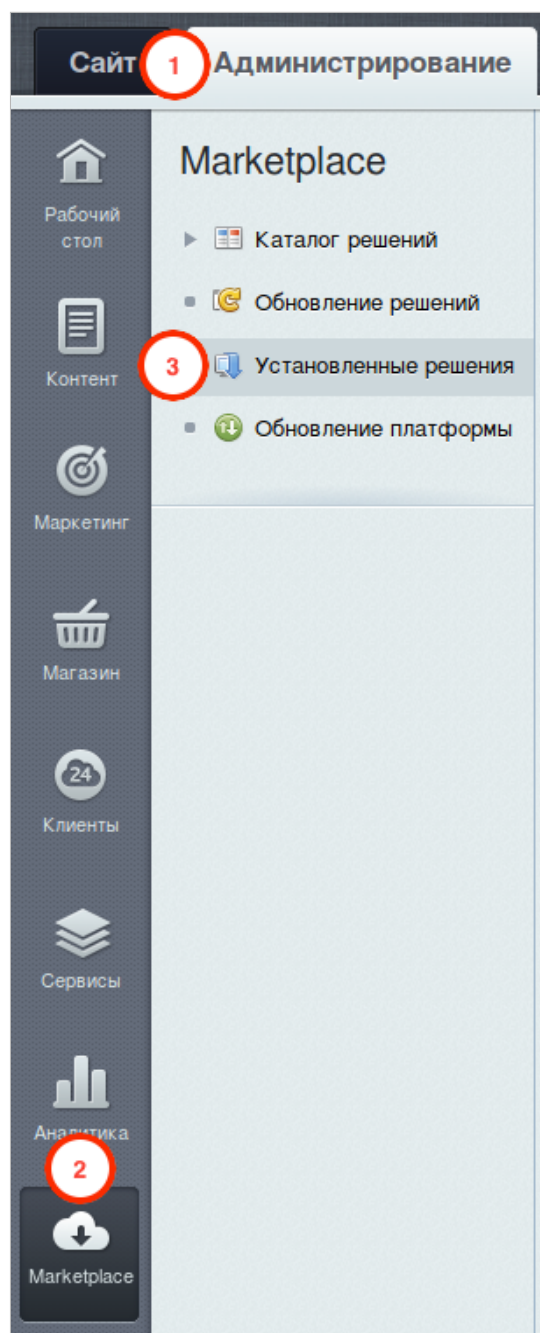 Сайт
1
Администрирование
Рабочий
стол
Контент
Маркетинг
Магазин
24
Клиенты
Сервисы
Аналитика
2
Marketplace
Marketplace
Каталог решений
Обновление решений
3
Установленные решения
Обновление платформы